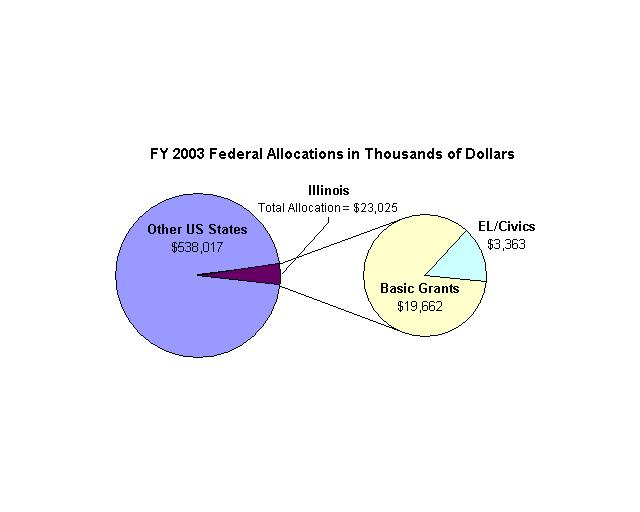 FY 2003 Federal Allocations in Thousands of Dollars
Illinois
Total Allocation = $23,025
Other US States
$538,017
EL/Civics
$3,363
Basic Grants
$19,662